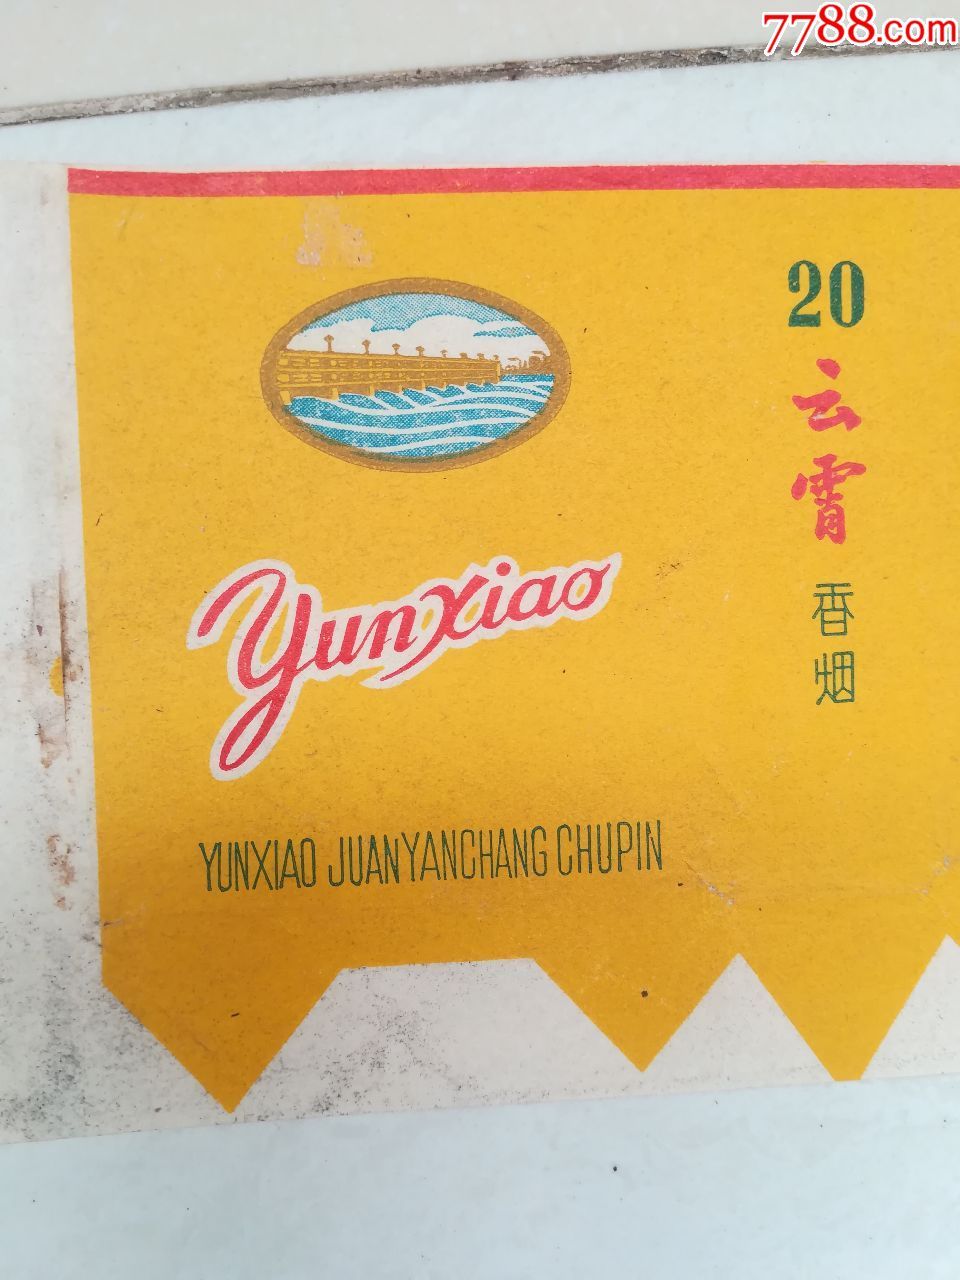 7788.com
20
云霄
香烟
Yunxiao
YUNXIAO JUANYANCHANG CHUPIN